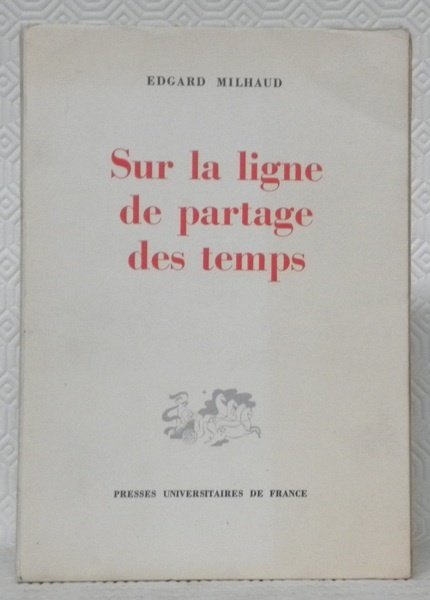 EDGARD MILHAUD
Sur la ligne
de partage
des temps
PRESSES UNIVERSITAIRES DE FRANCE